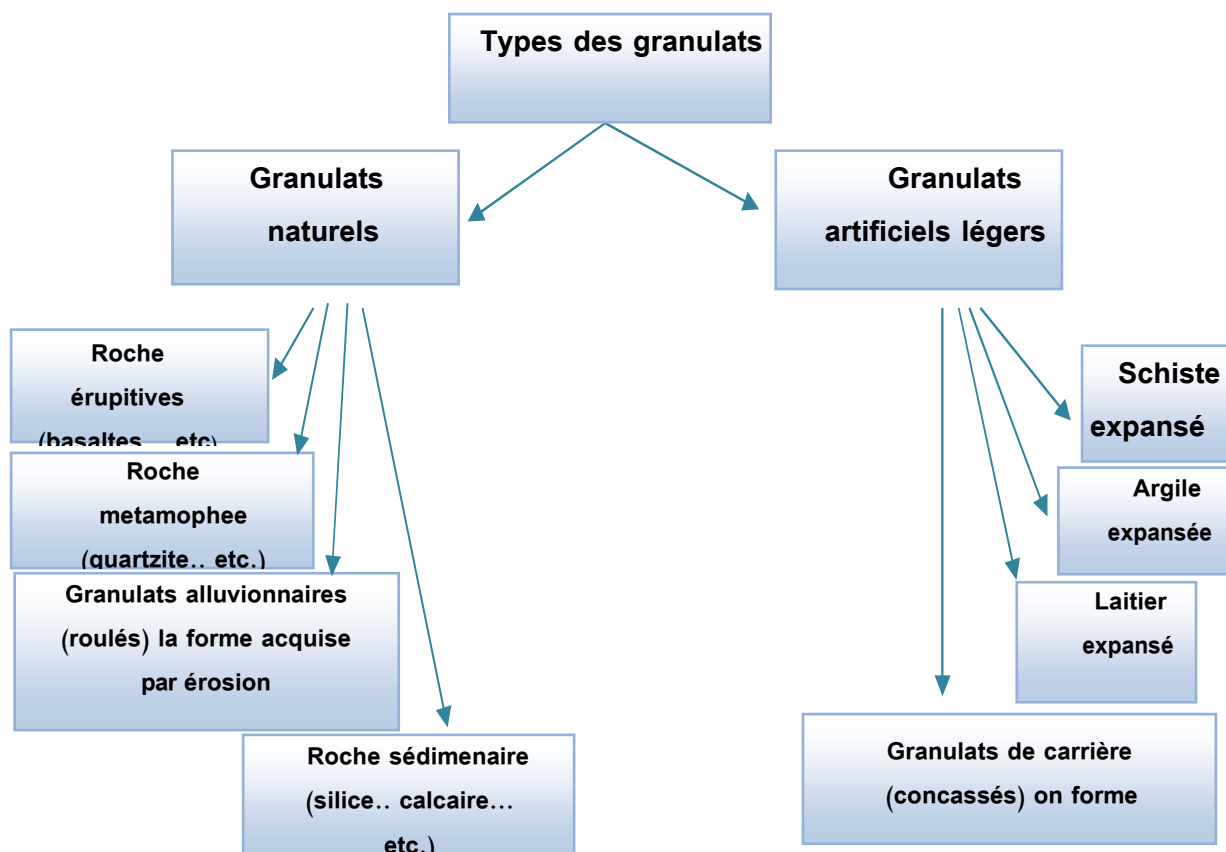 Types des granulats
Granulats
naturels
Granulats
artificiels légers
Roche
érupitives
(basaltes... etc)
Roche
metamophee
(quartzite.. etc.)
Granulats alluvionnaires
(roulés) la forme acquise
par érosion
Roche sédimenaire
(silice.. calcaire...
etc.)
Schiste
expansé
Argile
expansée
Laitier
expansé
Granulats de carrière
(concassés) on forme